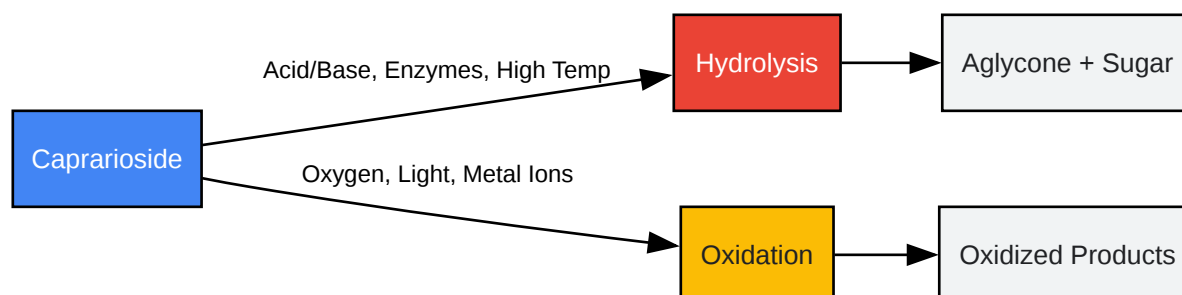 Acid/Base, Enzymes, High Temp
Hydrolysis
Aglycone + Sugar
Caprarioside
Oxygen, Light, Metal Ions
Oxidation
Oxidized Products